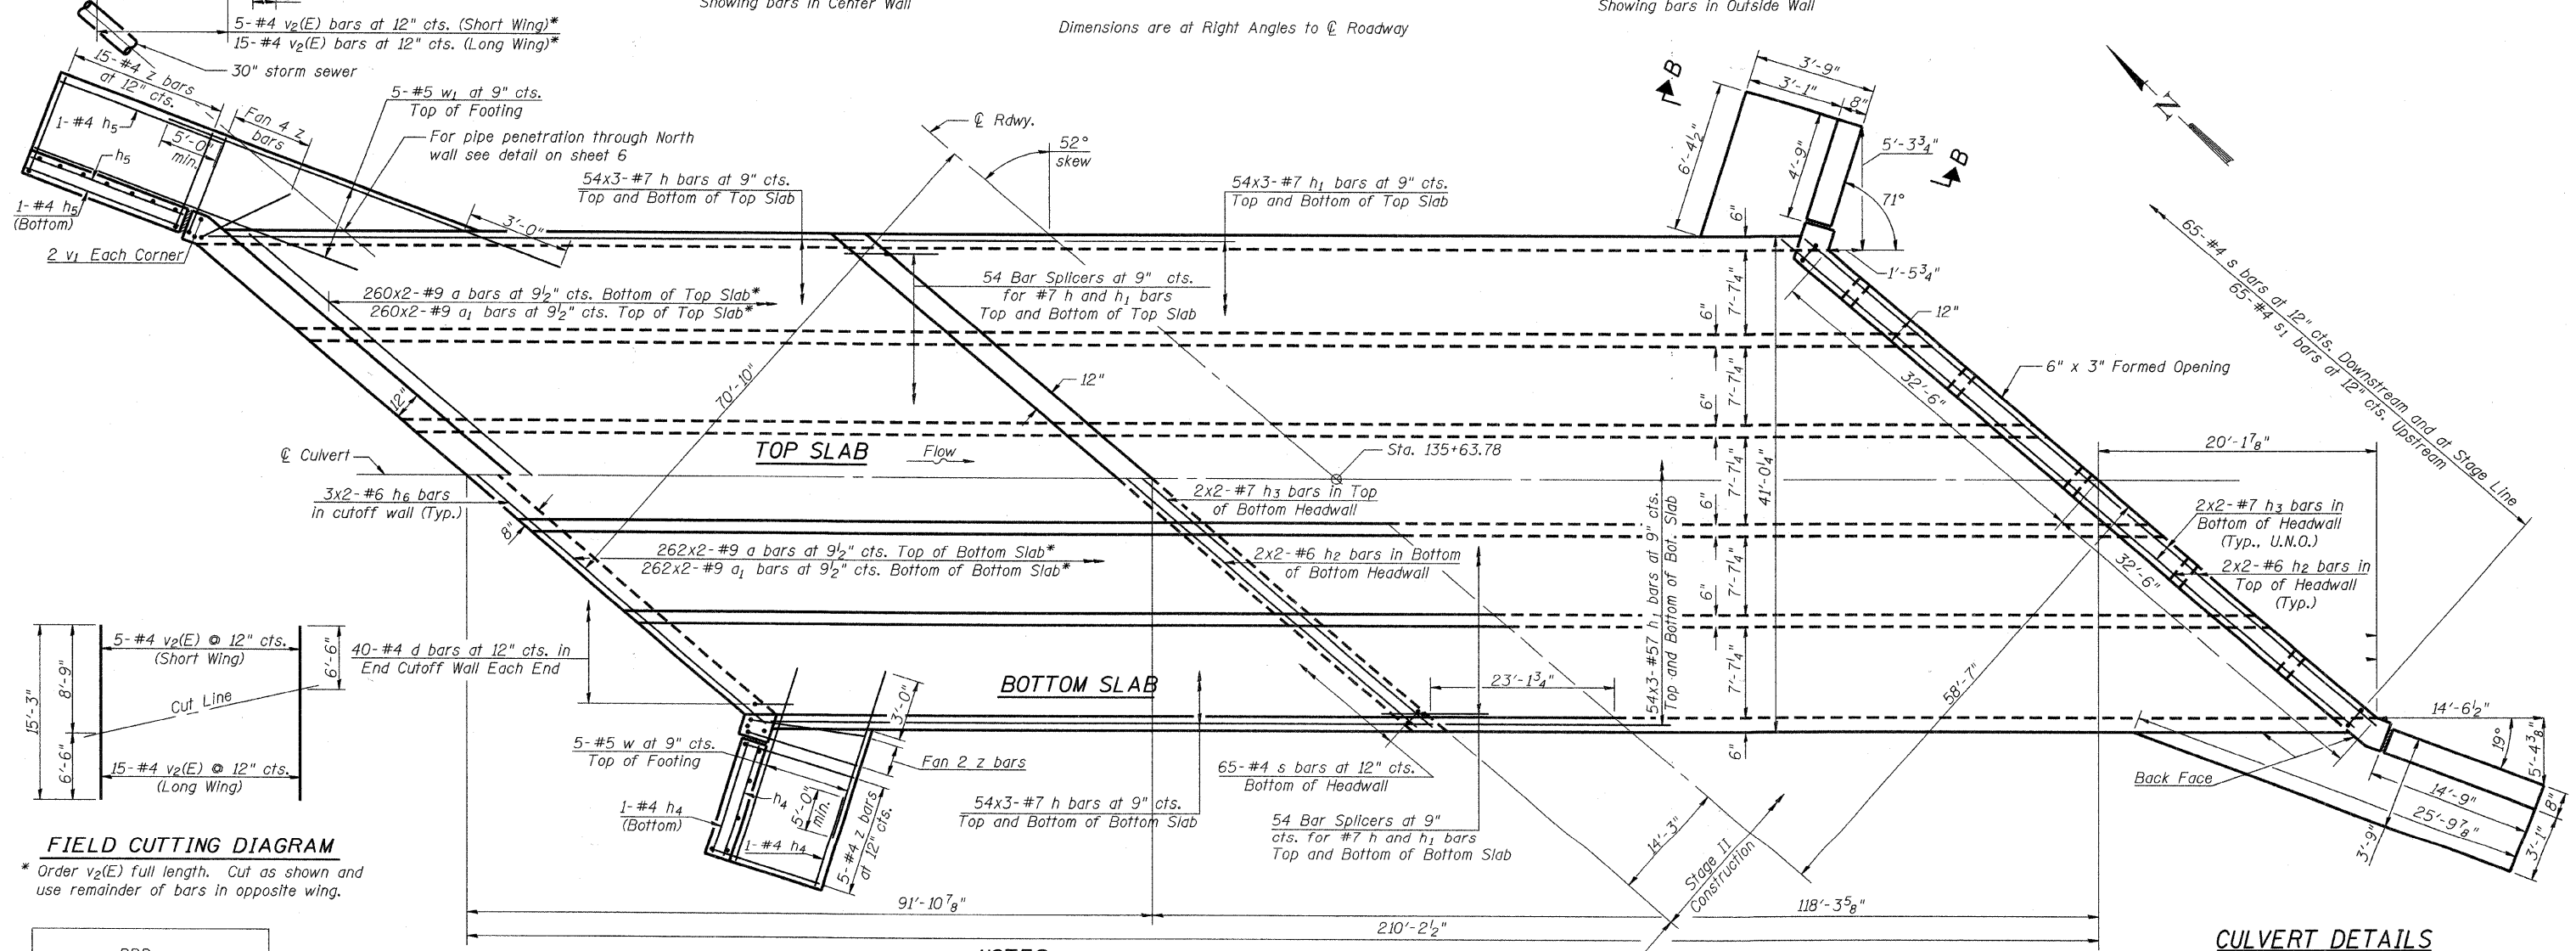 Showing bars in Center Wall
Showing bars in Outside Wall
Dimensions are at Right Angles to ℄ Roadway
5-#4 v2(E) bars at 12" cts. (Short Wing)*
15-#4 v2(E) bars at 12" cts. (Long Wing)*
30" storm sewer
15-#4 z bars
at 12" cts.
Fan 4 z
bars
1-#4 h5
5'-0"
min.
h5
1-#4 h5
(Bottom)
2 v1 Each Corner
5-#5 w1 at 9" cts.
Top of Footing
For pipe penetration through North
wall see detail on sheet 6
3'-0"
54x3-#7 h bars at 9" cts.
Top and Bottom of Top Slab
℄ Rdwy.
52°
skew
54x3-#7 h1 bars at 9" cts.
Top and Bottom of Top Slab
B
3'-9"
3'-1"
8"
6'-4½"
4'-9"
5'-3¾"
B
71°
1'-5¾"
6"
N
65-#4 s bars at 12" cts. Downstream and at Stage Line
65-#4 s1 bars at 12" cts. Upstream
260x2-#9 a bars at 9½" cts. Bottom of Top Slab*
260x2-#9 a1 bars at 9½" cts. Top of Top Slab*
54 Bar Splicers at 9" cts.
for #7 h and h1 bars
Top and Bottom of Top Slab
7'-7¼"
6"
12"
6" x 3" Formed Opening
32'-6"
70'-10"
12"
12"
7'-7¼"
6"
TOP SLAB
Flow
Sta. 135+63.78
20'-1⅞"
℄ Culvert
7'-7¼"
41'-0¼"
3x2-#6 h6 bars
in cutoff wall (Typ.)
8"
2x2-#7 h3 bars in Top
of Bottom Headwall
54x3-#57 h1 bars at 9" cts.
Top and Bottom of Bot. Slab
6"
2x2-#7 h3 bars in
Bottom of Headwall
(Typ., U.N.O.)
262x2-#9 a bars at 9½" cts. Top of Bottom Slab*
262x2-#9 a1 bars at 9½" cts. Bottom of Bottom Slab*
2x2-#6 h2 bars in Bottom
of Bottom Headwall
7'-7¼"
6"
32'-6"
2x2-#6 h2 bars in
Top of Headwall
(Typ.)
5-#4 v2(E) @ 12" cts.
(Short Wing)
15'-3"
8'-9"
6'-6"
Cut Line
6'-6"
15-#4 v2(E) @ 12" cts.
(Long Wing)
40-#4 d bars at 12" cts. in
End Cutoff Wall Each End
BOTTOM SLAB
23'-1¾"
7'-7¼"
58'-7"
14'-6½"
19°
5'-4⅜"
3'-0"
5-#5 w at 9" cts.
Top of Footing
Fan 2 z bars
65-#4 s bars at 12" cts.
Bottom of Headwall
6"
Back Face
14'-9"
8"
25'-9⅞"
3'-9"
3'-1"
h4
5'-0"
min.
1-#4 h4
(Bottom)
1-#4 h4
5-#4 z bars
at 12" cts.
54x3-#7 h bars at 9" cts.
Top and Bottom of Bottom Slab
54 Bar Splicers at 9"
cts. for #7 h and h1 bars
Top and Bottom of Bottom Slab
14'-3"
Stage II
Construction
FIELD CUTTING DIAGRAM
* Order v2(E) full length. Cut as shown and
use remainder of bars in opposite wing.
91'-10⅞"
118'-3⅝"
210'-2½"
CULVERT DETAILS